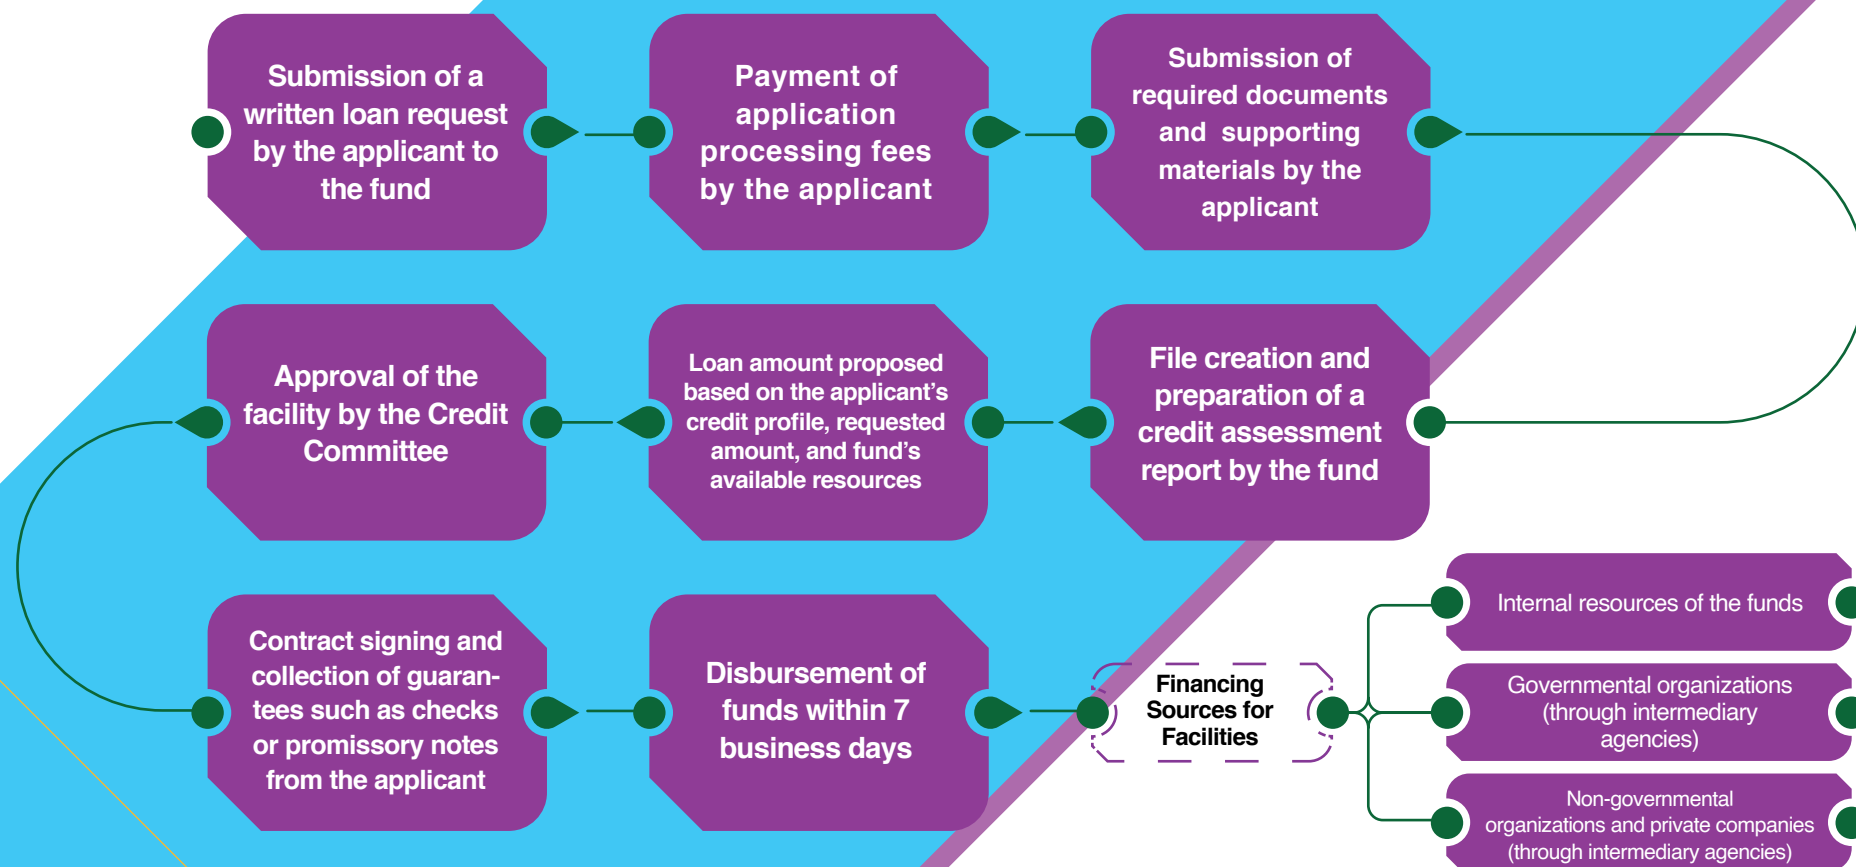 Submission of a
written loan request
by the applicant to
the fund
Payment of
application
processing fees
by the applicant
Submission of
required documents
and supporting
materials by the
applicant
File creation and
preparation of a
credit assessment
report by the fund
Loan amount proposed
based on the applicant’s
credit profile, requested
amount, and fund’s
available resources
Approval of the
facility by the Credit
Committee
Contract signing and
collection of guaran-
tees such as checks
or promissory notes
from the applicant
Disbursement of
funds within 7
business days
Financing
Sources for
Facilities
Internal resources of the funds
Governmental organizations
(through intermediary
agencies)
Non-governmental
organizations and private companies
(through intermediary agencies)